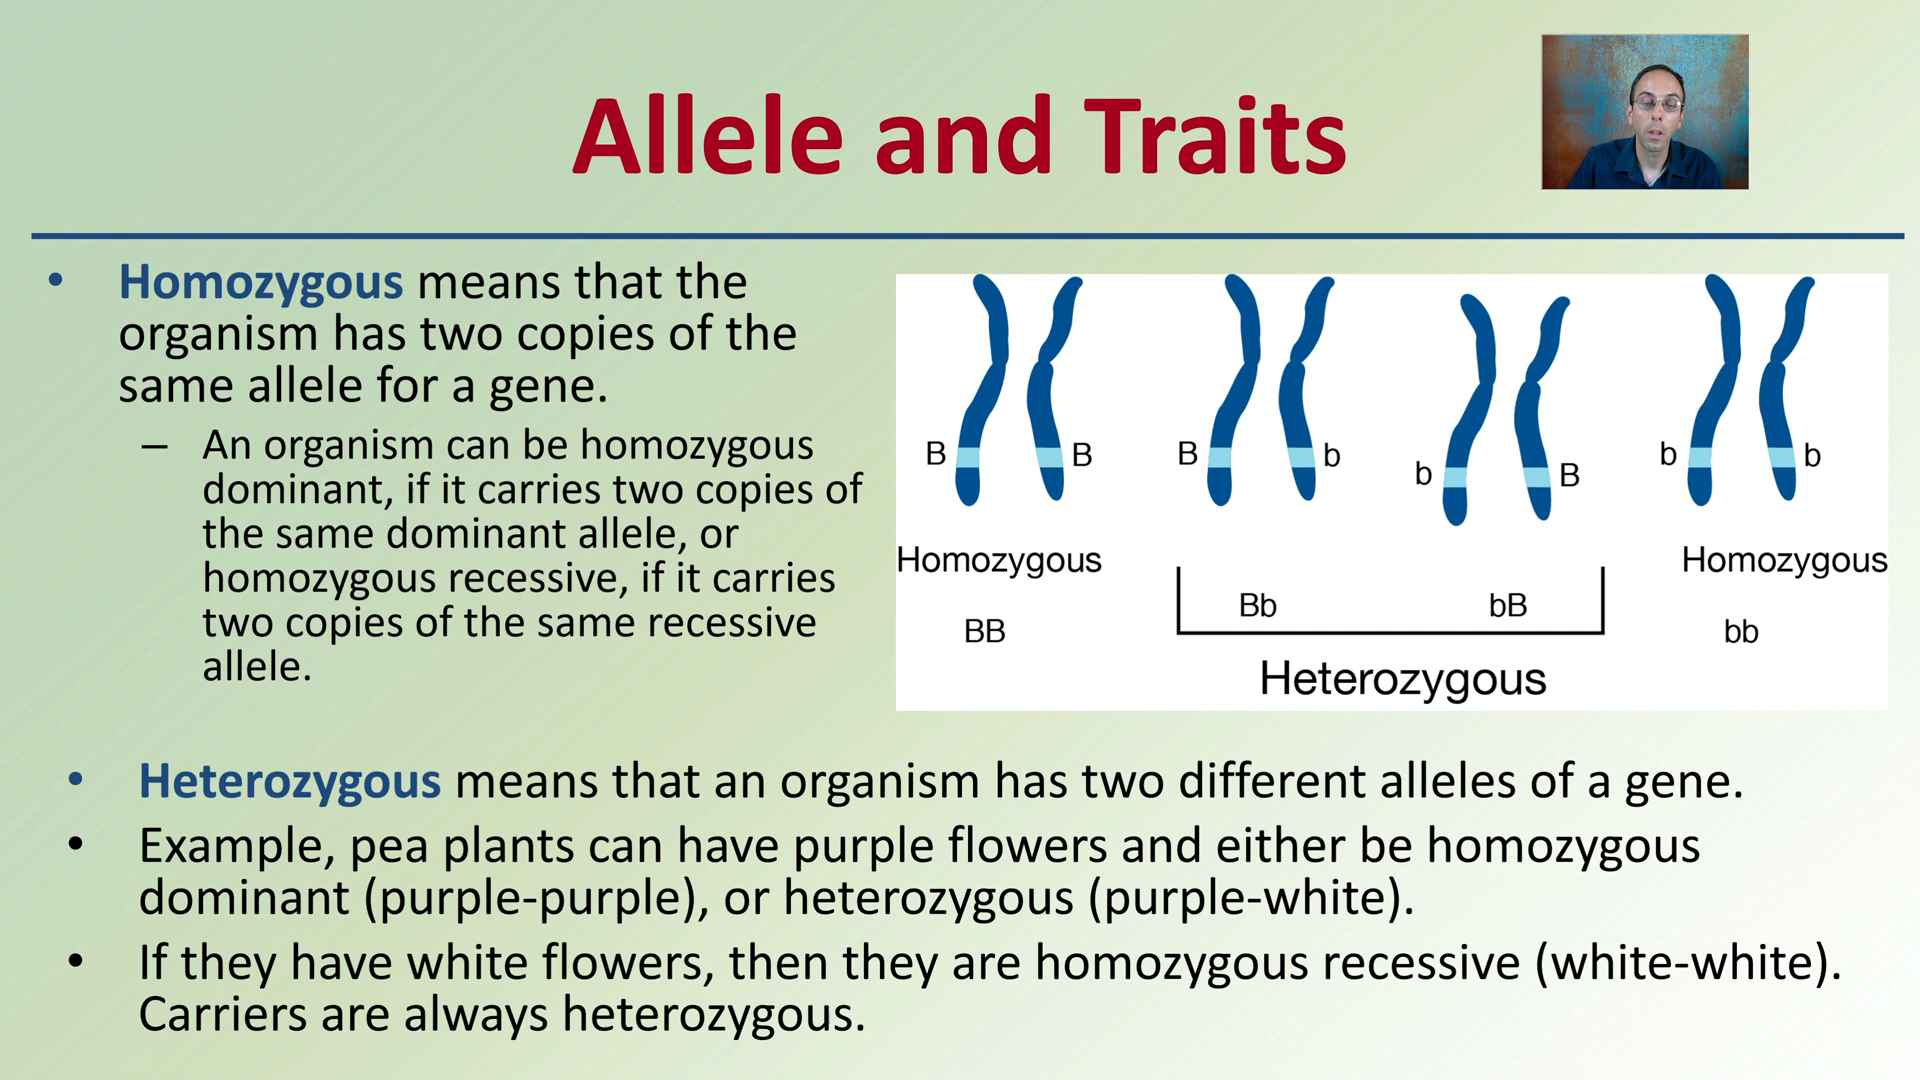 Allele and Traits
• Homozygous means that the
organism has two copies of the
same allele for a gene.
– An organism can be homozygous
dominant, if it carries two copies of
the same dominant allele, or
homozygous recessive, if it carries
two copies of the same recessive
allele.
B B B b b B b b
Homozygous Homozygous
Bb bB
BB bb
Heterozygous
• Heterozygous means that an organism has two different alleles of a gene.
• Example, pea plants can have purple flowers and either be homozygous
dominant (purple-purple), or heterozygous (purple-white).
• If they have white flowers, then they are homozygous recessive (white-white).
Carriers are always heterozygous.